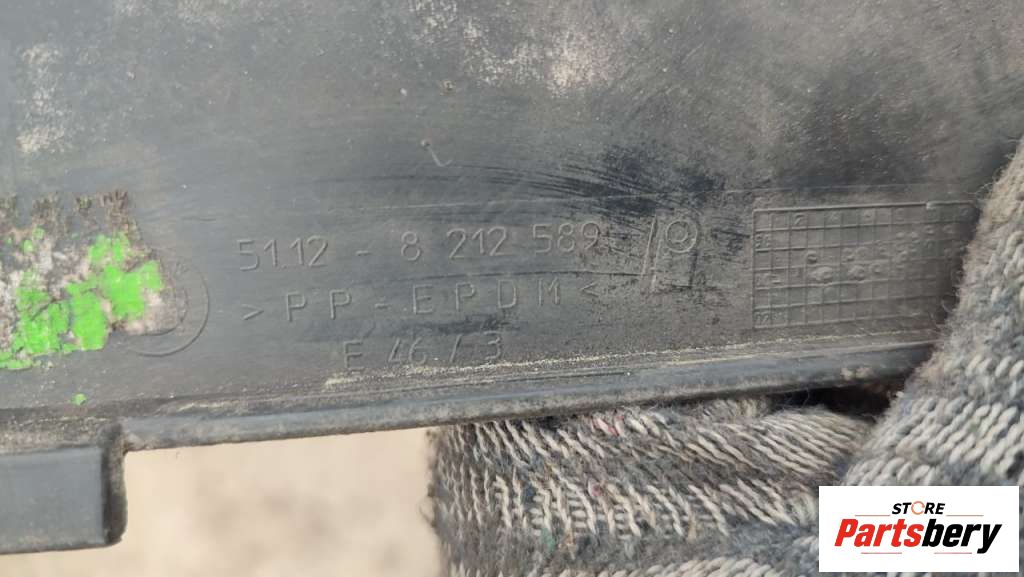 51.12 - 8 212 589
>PP-EPDM<
E 46 / 3
STORE
Partsbery